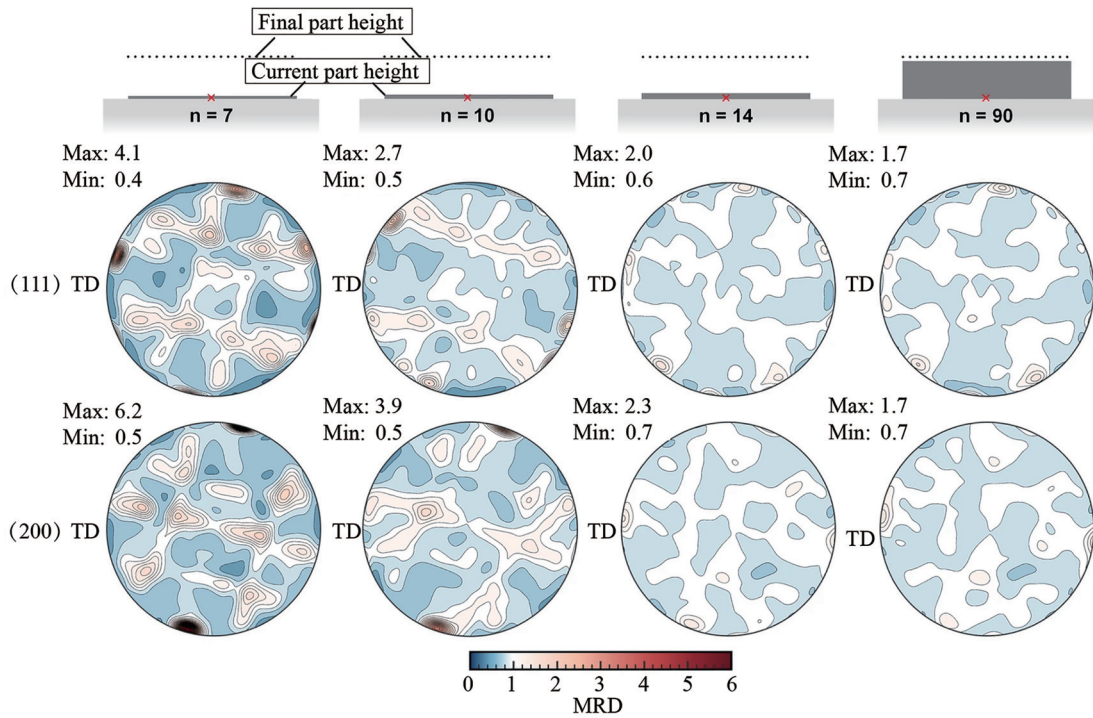 Final part height
Current part height
n = 7
n = 10
n = 14
n = 90
Max: 4.1
Min: 0.4
Max: 2.7
Min: 0.5
Max: 2.0
Min: 0.6
Max: 1.7
Min: 0.7
(111) TD
TD
TD
TD
Max: 6.2
Min: 0.5
Max: 3.9
Min: 0.5
Max: 2.3
Min: 0.7
Max: 1.7
Min: 0.7
(200) TD
TD
TD
TD
0 1 2 3 4 5 6
MRD